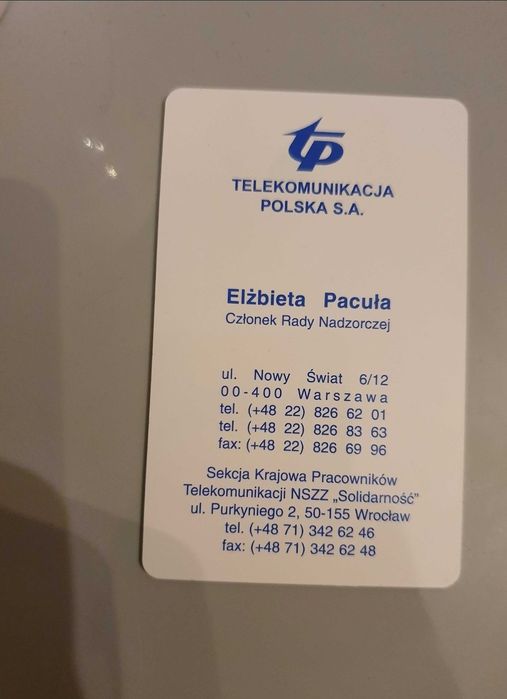 tp
TELEKOMUNIKACJA
POLSKA S.A.
Elżbieta Pacuła
Członek Rady Nadzorczej
ul. Nowy Świat 6/12
00-400 Warszawa
tel. (+48 22) 826 62 01
tel. (+48 22) 826 83 63
fax: (+48 22) 826 69 96
Sekcja Krajowa Pracowników
Telekomunikacji NSZZ „Solidarność”
ul. Purkyniego 2, 50-155 Wrocław
tel. (+48 71) 342 62 46
fax: (+48 71) 342 62 48